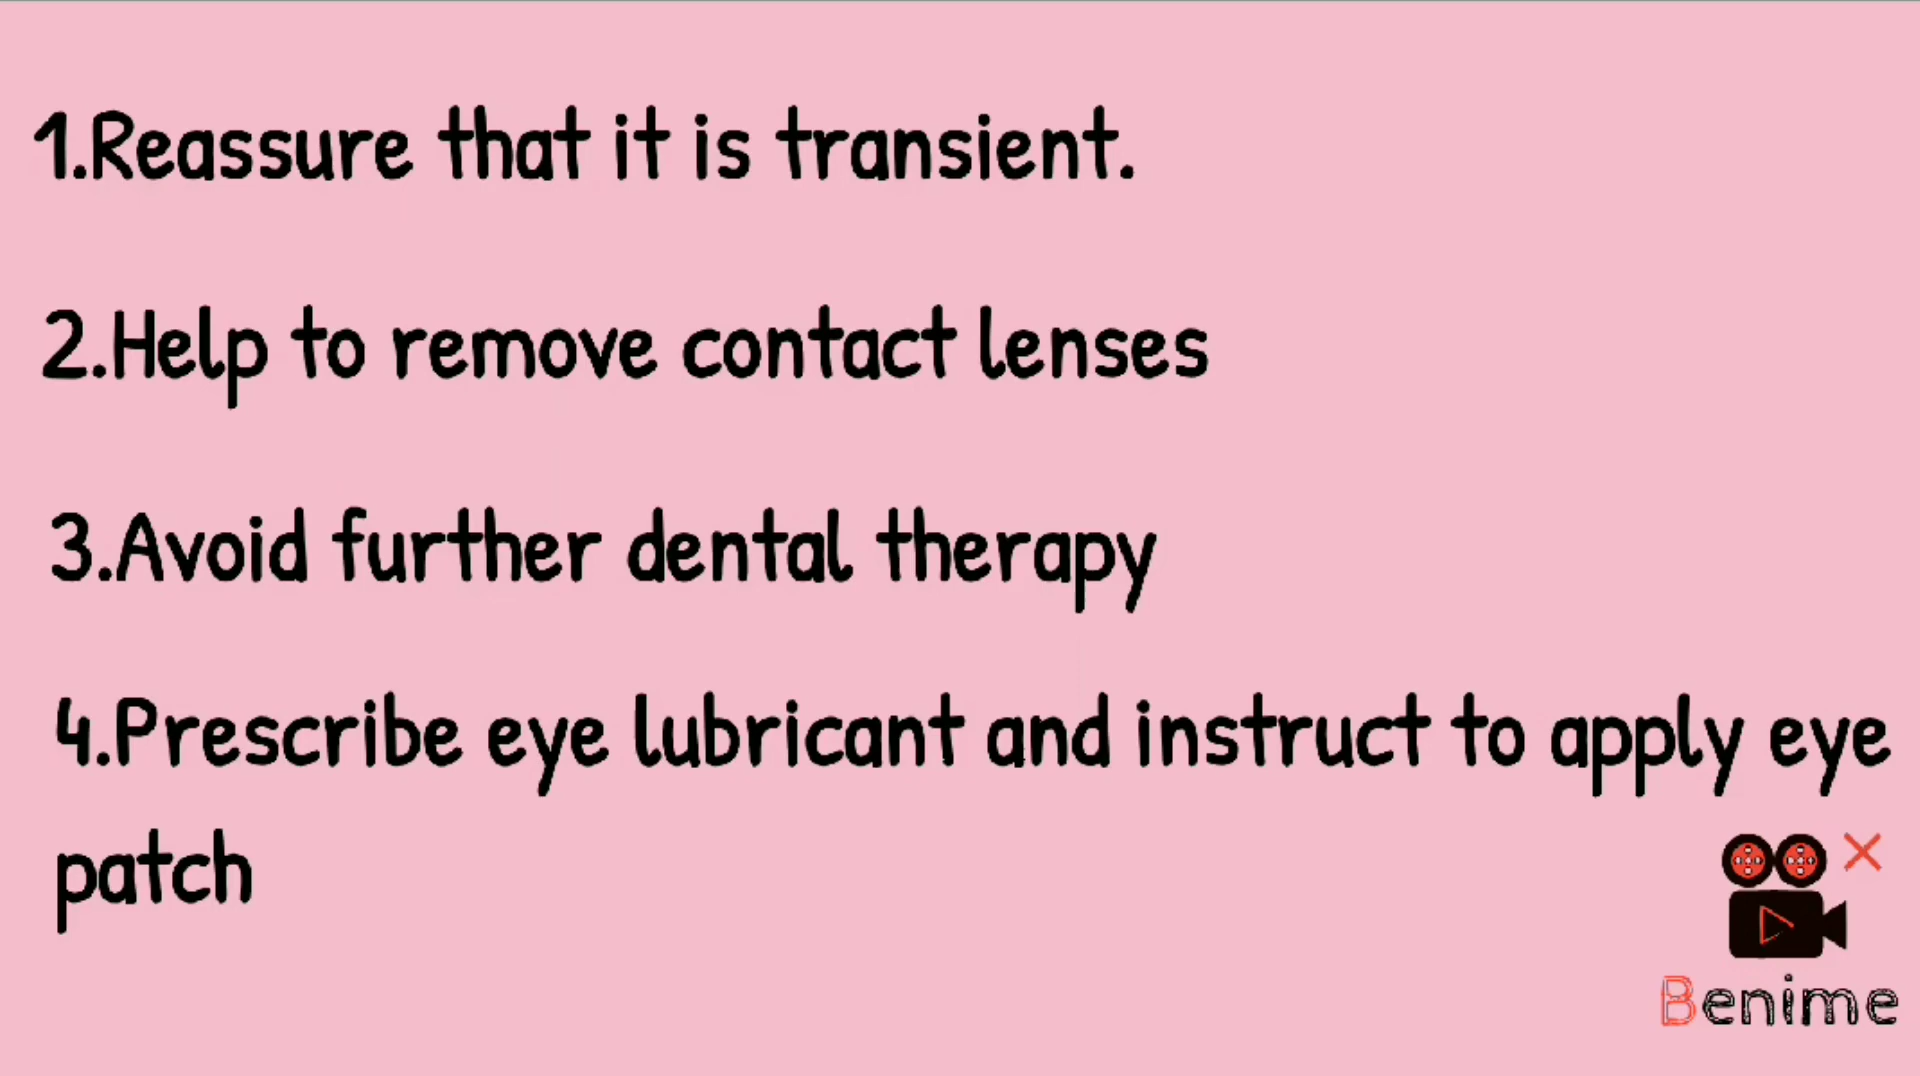 1.Reassure that it is transient.
2.Help to remove contact lenses
3.Avoid further dental therapy
4.Prescribe eye lubricant and instruct to apply eye
patch
Benime